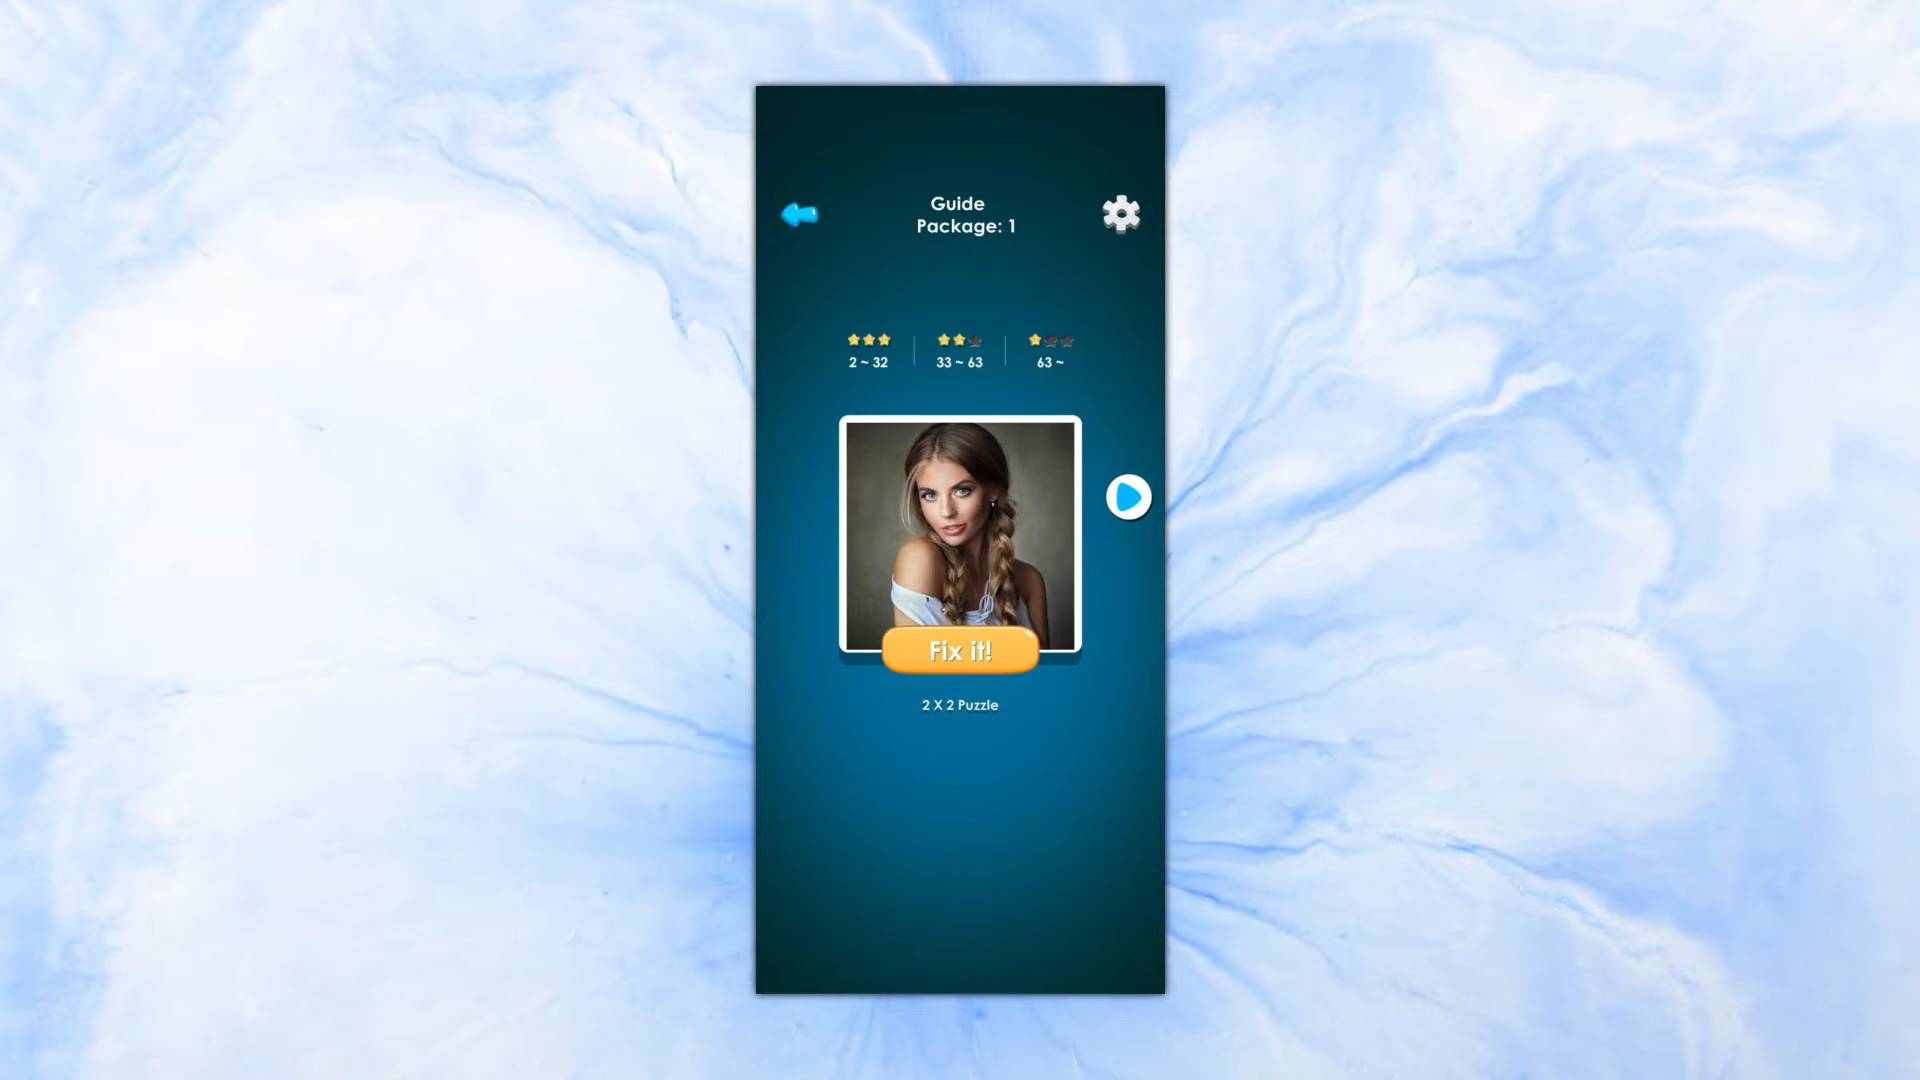 Guide
Package: 1
2 ~ 32
33 ~ 63
63 ~
Fix it!
2 X 2 Puzzle